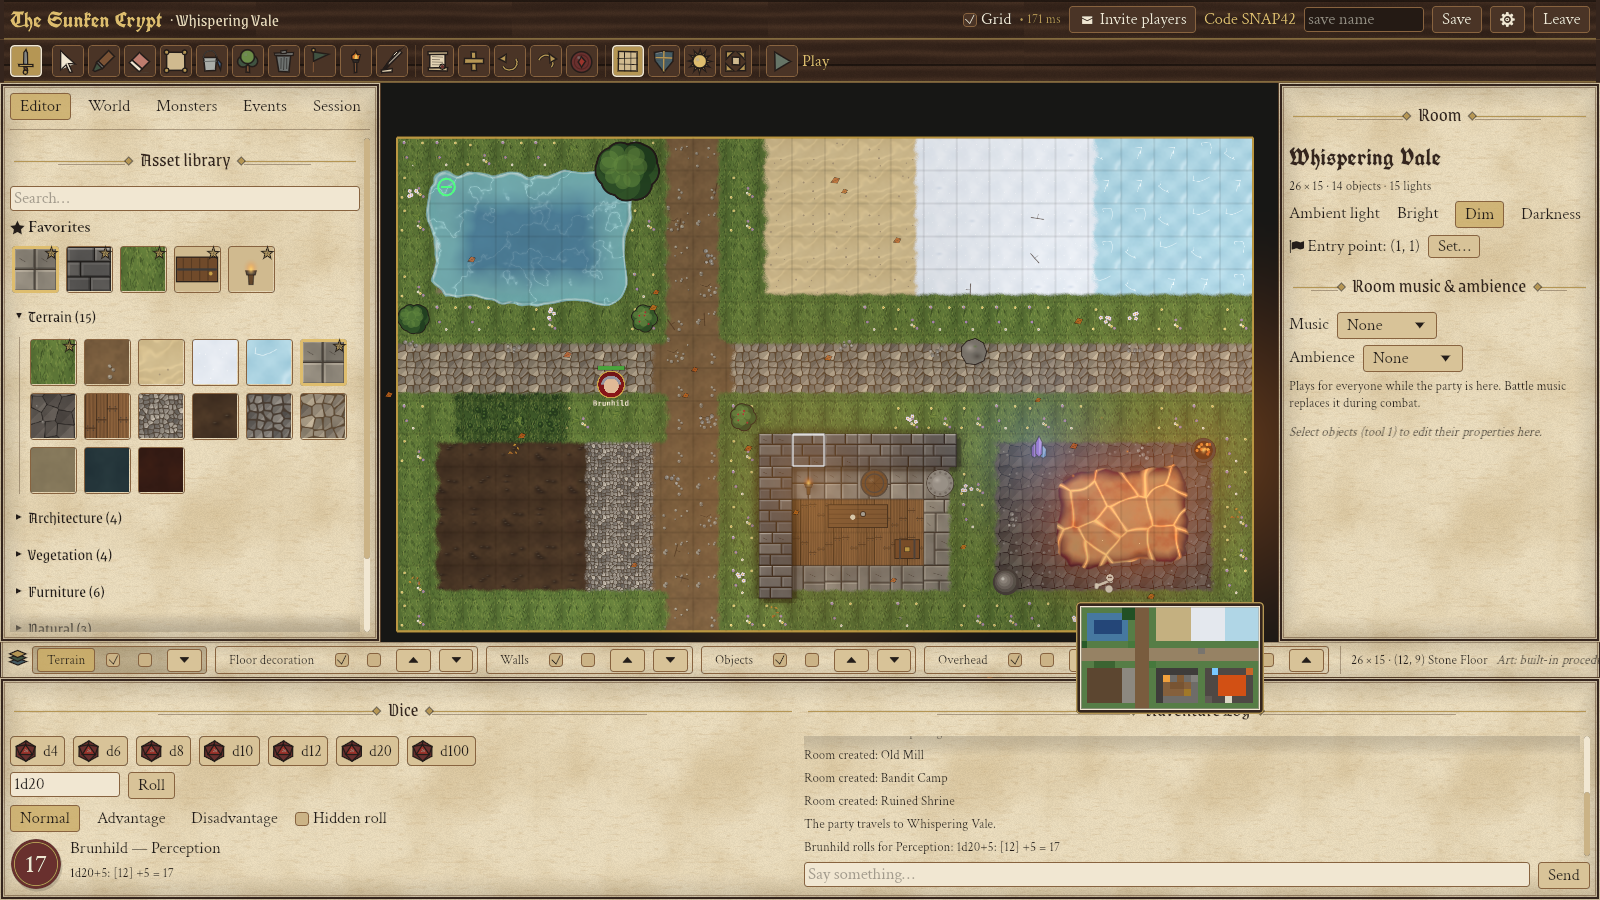 The Sunken Crypt · Whispering Vale
Grid • 171 ms Invite players Code SNAP42 save name Save Leave
Play
Editor World Monsters Events Session
Asset library
Search...
Favorites
Terrain (15)
Architecture (4)
Vegetation (4)
Furniture (6)
Natural (3)
Brunhild
Room
Whispering Vale
26 × 15 · 14 objects · 15 lights
Ambient light Bright Dim Darkness
Entry point: (1, 1) Set...
Room music & ambience
Music None
Ambience None
Plays for everyone while the party is here. Battle music
replaces it during combat.
Select objects (tool 1) to edit their properties here.
Terrain Floor decoration Walls Objects Overhead 26 × 15 · (12, 9) Stone Floor Art: built-in
Dice
d4 d6 d8 d10 d12 d20 d100
1d20 Roll
Normal Advantage Disadvantage Hidden roll
17 Brunhild — Perception
1d20+5: [12] +5 = 17
Room created: Old Mill
Room created: Bandit Camp
Room created: Ruined Shrine
The party travels to Whispering Vale.
Brunhild rolls for Perception: 1d20+5: [12] +5 = 17
Say something... Send